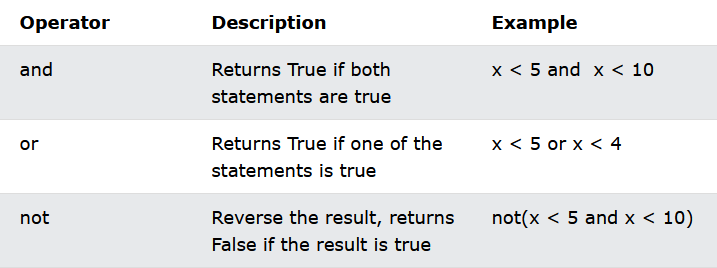 Operator Description Example
and Returns True if both x < 5 and  x < 10
statements are true
or Returns True if one of the x < 5 or x < 4
statements is true
not Reverse the result, returns not(x < 5 and x < 10)
False if the result is true